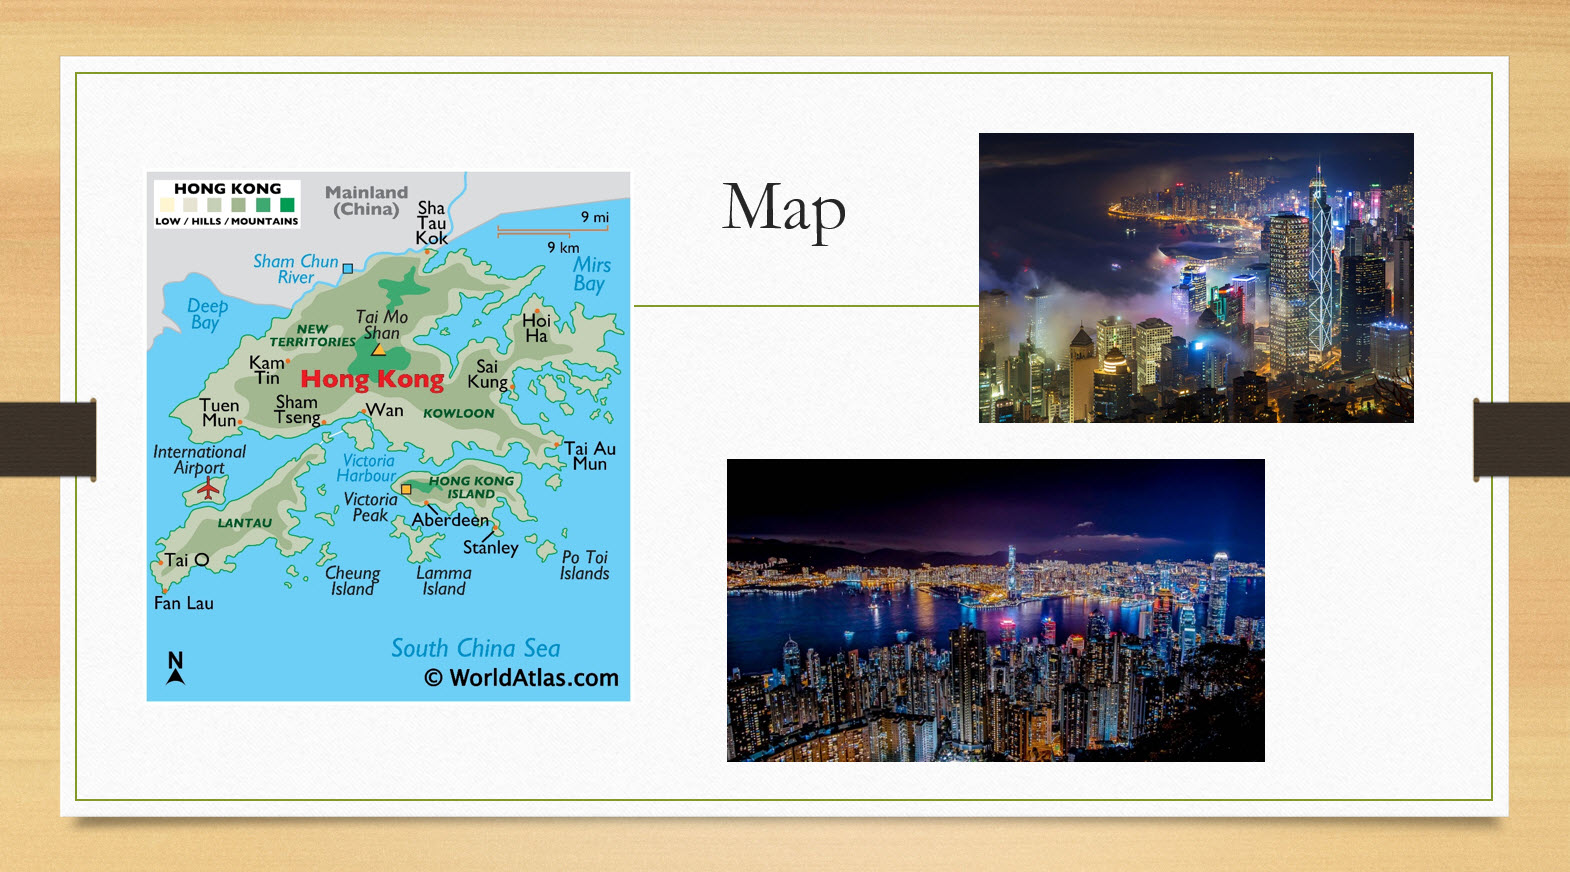 Map
HONG KONG
LOW / HILLS / MOUNTAINS
Mainland
(China)
Sha
Tau
Kok
9 mi
9 km
Sham Chun
River
Mirs
Bay
Deep
Bay
Tai Mo
Shan
Hoi
Ha
NEW
TERRITORIES
Kam
Tin
Hong Kong
Sai
Kung
Tuen
Mun
Sham
Tseng
Wan
KOWLOON
International
Airport
Victoria
Harbour
Tai Au
Mun
HONG KONG
ISLAND
Victoria
Peak
Aberdeen
LANTAU
Stanley
Tai O
Cheung
Island
Lamma
Island
Po Toi
Islands
Fan Lau
South China Sea
N
© WorldAtlas.com